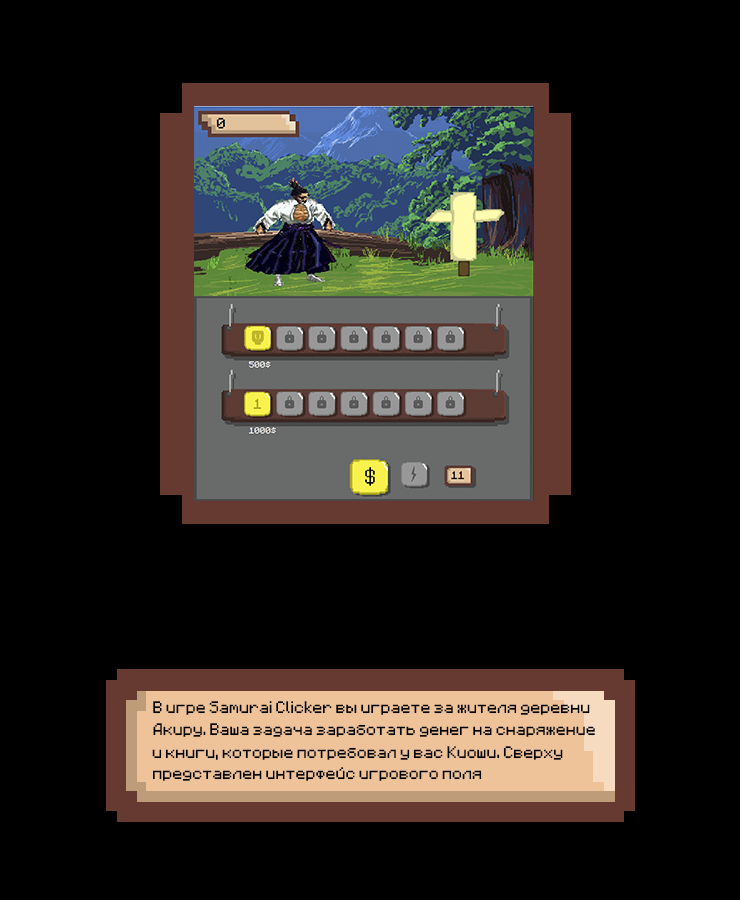 0
500$
1
1000$
$
11
В игре Samurai Clicker вы играете за жителя деревни
Акиру. Ваша задача заработать денег на снаряжение
и книги, которые потребовал у вас Киоши. Сверху
представлен интерфейс игрового поля